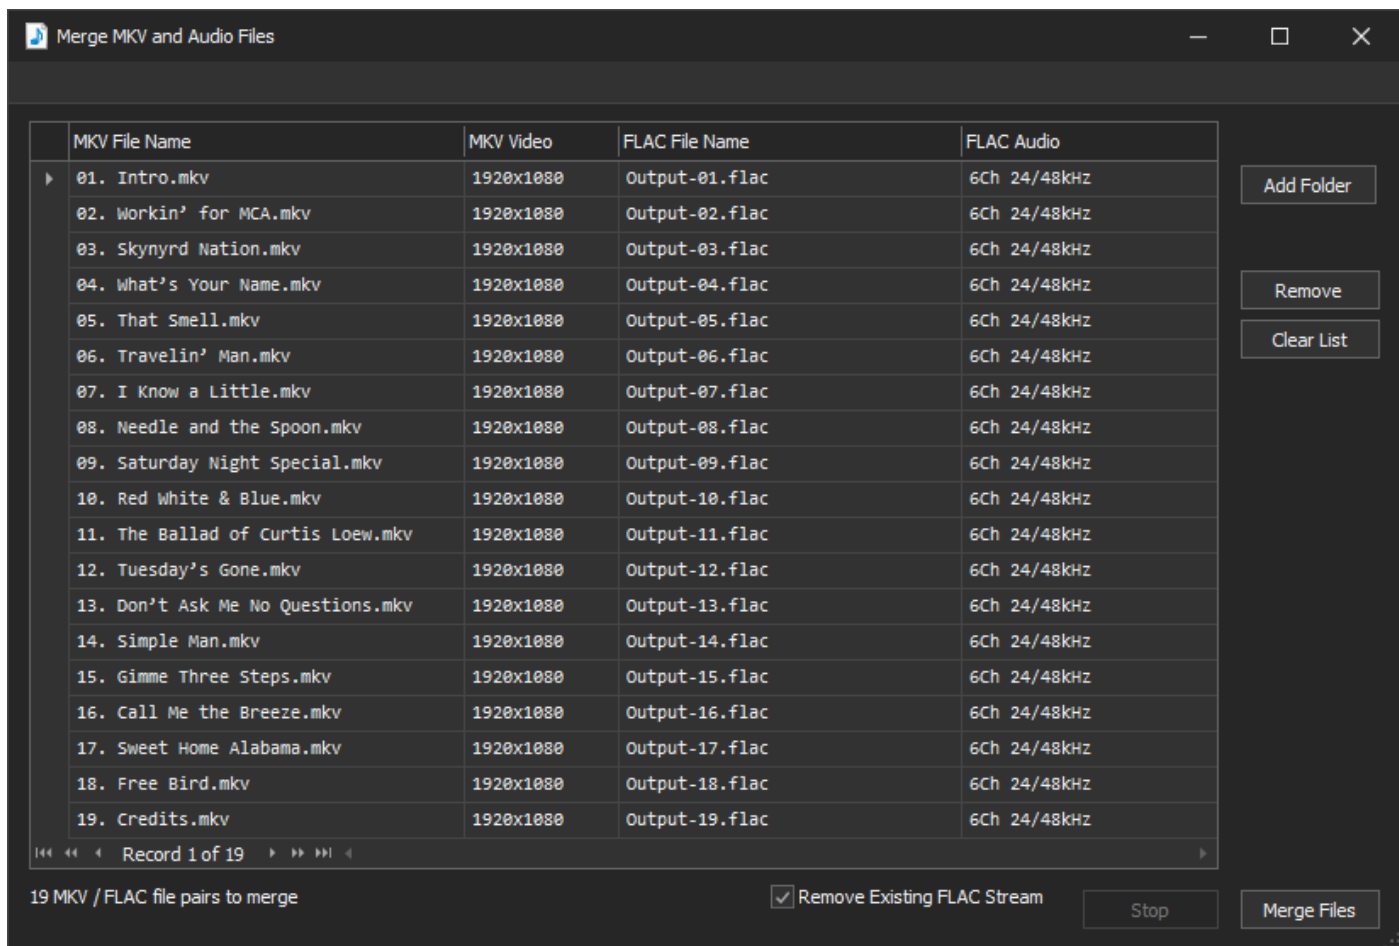 Merge MKV and Audio Files
MKV File Name MKV Video FLAC File Name FLAC Audio
01. Intro.mkv 1920x1080 Output-01.flac 6Ch 24/48kHz
Add Folder
02. Workin’ for MCA.mkv 1920x1080 Output-02.flac 6Ch 24/48kHz
03. Skynyrd Nation.mkv 1920x1080 Output-03.flac 6Ch 24/48kHz
04. What’s Your Name.mkv 1920x1080 Output-04.flac 6Ch 24/48kHz
Remove
05. That Smell.mkv 1920x1080 Output-05.flac 6Ch 24/48kHz
Clear List
06. Travelin’ Man.mkv 1920x1080 Output-06.flac 6Ch 24/48kHz
07. I Know a Little.mkv 1920x1080 Output-07.flac 6Ch 24/48kHz
08. Needle and the Spoon.mkv 1920x1080 Output-08.flac 6Ch 24/48kHz
09. Saturday Night Special.mkv 1920x1080 Output-09.flac 6Ch 24/48kHz
10. Red White & Blue.mkv 1920x1080 Output-10.flac 6Ch 24/48kHz
11. The Ballad of Curtis Loew.mkv 1920x1080 Output-11.flac 6Ch 24/48kHz
12. Tuesday’s Gone.mkv 1920x1080 Output-12.flac 6Ch 24/48kHz
13. Don’t Ask Me No Questions.mkv 1920x1080 Output-13.flac 6Ch 24/48kHz
14. Simple Man.mkv 1920x1080 Output-14.flac 6Ch 24/48kHz
15. Gimme Three Steps.mkv 1920x1080 Output-15.flac 6Ch 24/48kHz
16. Call Me the Breeze.mkv 1920x1080 Output-16.flac 6Ch 24/48kHz
17. Sweet Home Alabama.mkv 1920x1080 Output-17.flac 6Ch 24/48kHz
18. Free Bird.mkv 1920x1080 Output-18.flac 6Ch 24/48kHz
19. Credits.mkv 1920x1080 Output-19.flac 6Ch 24/48kHz
Record 1 of 19
19 MKV / FLAC file pairs to merge Remove Existing FLAC Stream Stop Merge Files